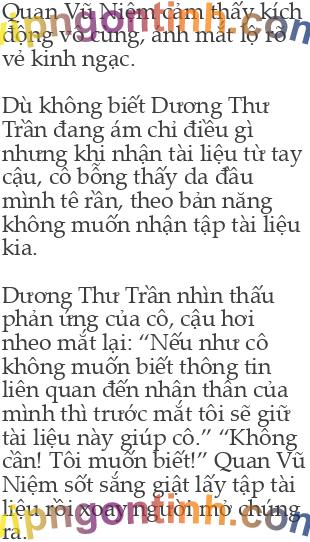 Quan Vũ Niệm cảm thấy kích
động vô cùng, ánh mắt lộ rõ
vẻ kinh ngạc.
Dù không biết Dương Thư
Trần đang ám chỉ điều gì
nhưng khi nhận tài liệu từ tay
cậu, cô bỗng thấy da đầu
mình tê rần, theo bản năng
không muốn nhận tập tài liệu
kia.
Dương Thư Trần nhìn thấu
phản ứng của cô, cậu hơi
nheo mắt lại: “Nếu như cô
không muốn biết thông tin
liên quan đến nhân thân của
mình thì trước mắt tôi sẽ giữ
tài liệu này giúp cô.” “Không
cần! Tôi muốn biết!” Quan Vũ
Niệm sốt sắng giật lấy tập tài
liệu rồi xoay người mở chúng
ra.